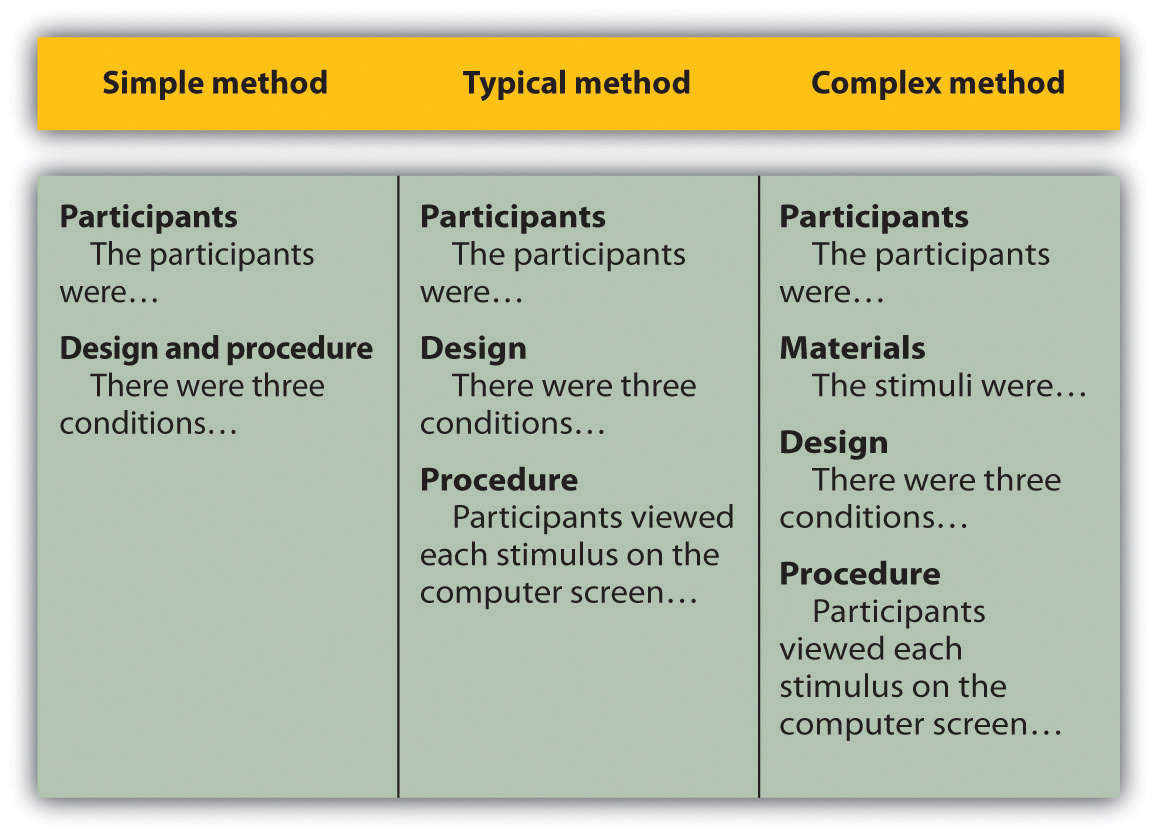 Simple method
Typical method
Complex method
Participants
The participants
were…
Design and procedure
There were three
conditions…
Participants
The participants
were…
Design
There were three
conditions…
Procedure
Participants viewed
each stimulus on the
computer screen…
Participants
The participants
were…
Materials
The stimuli were…
Design
There were three
conditions…
Procedure
Participants
viewed each
stimulus on the
computer screen…